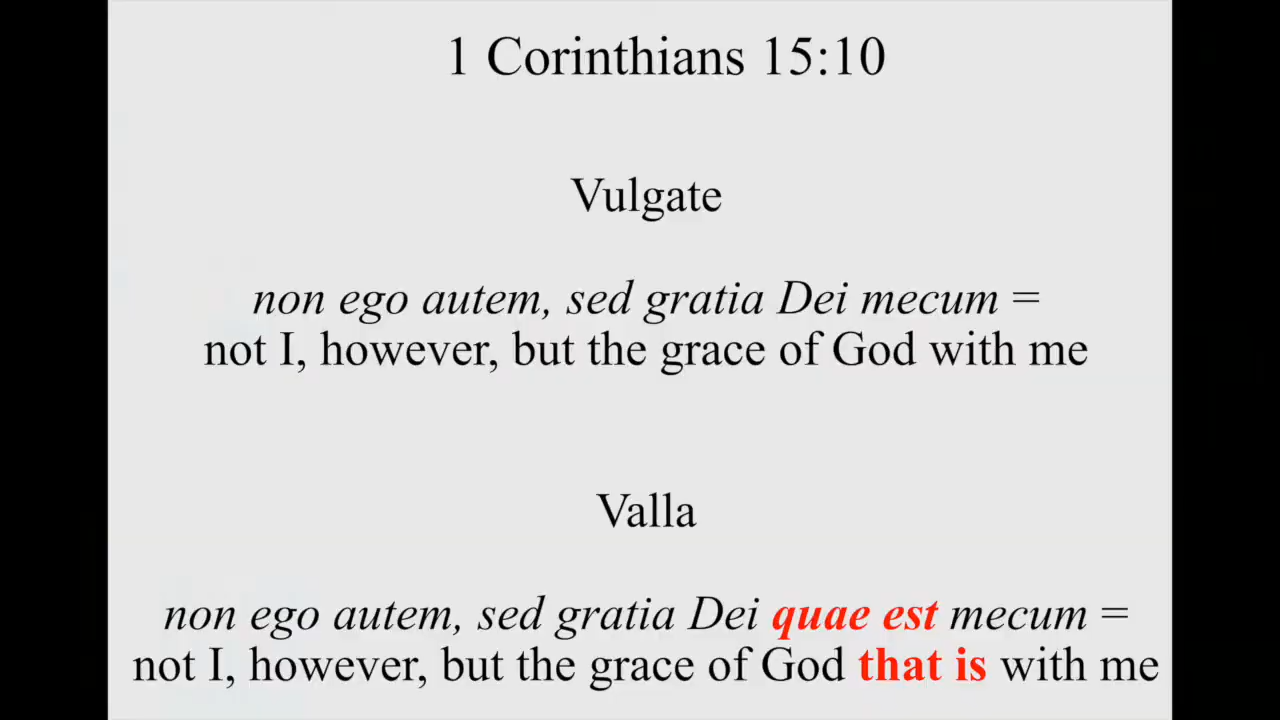 1 Corinthians 15:10
Vulgate
non ego autem, sed gratia Dei mecum =
not I, however, but the grace of God with me
Valla
non ego autem, sed gratia Dei quae est mecum =
not I, however, but the grace of God that is with me